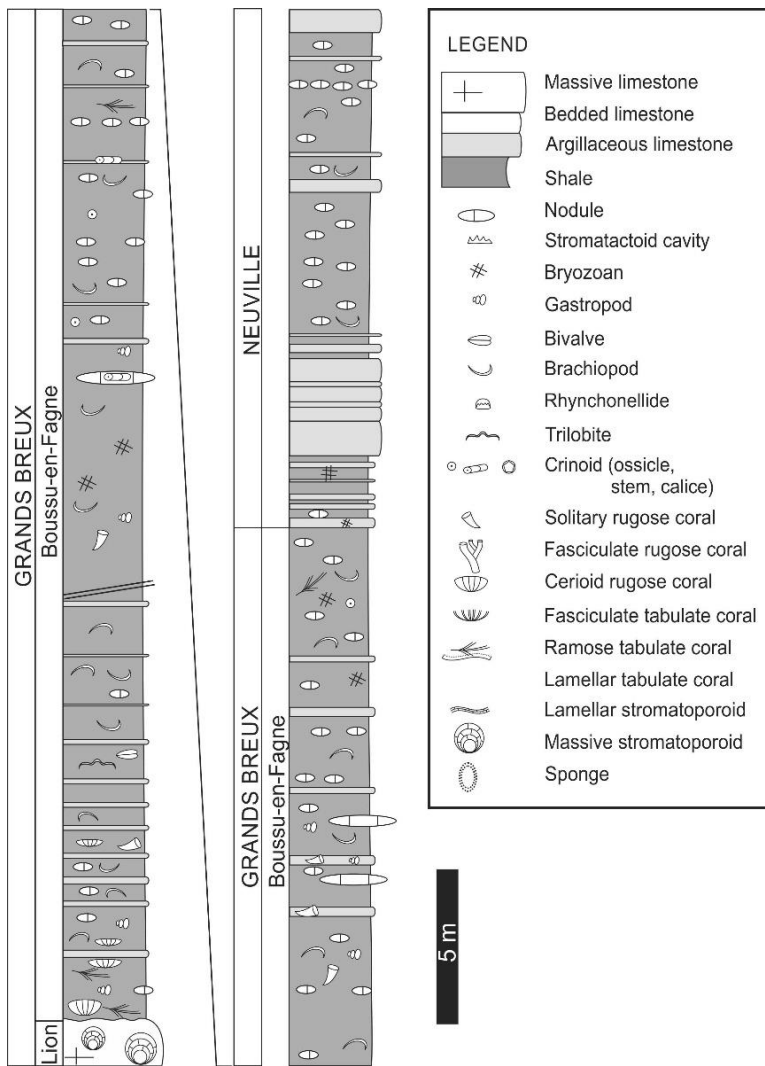 GRANDS BREUX
Boussu-en-Fagne
Lion
NEUVILLE
GRANDS BREUX
Boussu-en-Fagne
LEGEND
Massive limestone
Bedded limestone
Argillaceous limestone
Shale
Nodule
Stromatactoid cavity
Bryozoan
Gastropod
Bivalve
Brachiopod
Rhynchonellide
Trilobite
Crinoid (ossicle,
stem, calice)
Solitary rugose coral
Fasciculate rugose coral
Cerioid rugose coral
Fasciculate tabulate coral
Ramose tabulate coral
Lamellar tabulate coral
Lamellar stromatoporoid
Massive stromatoporoid
Sponge
5 m